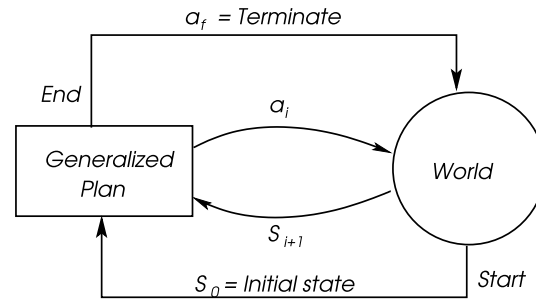 a_f = Terminate
End
a_i
Generalized
Plan
World
S_{i+1}
S_0 = Initial state
Start